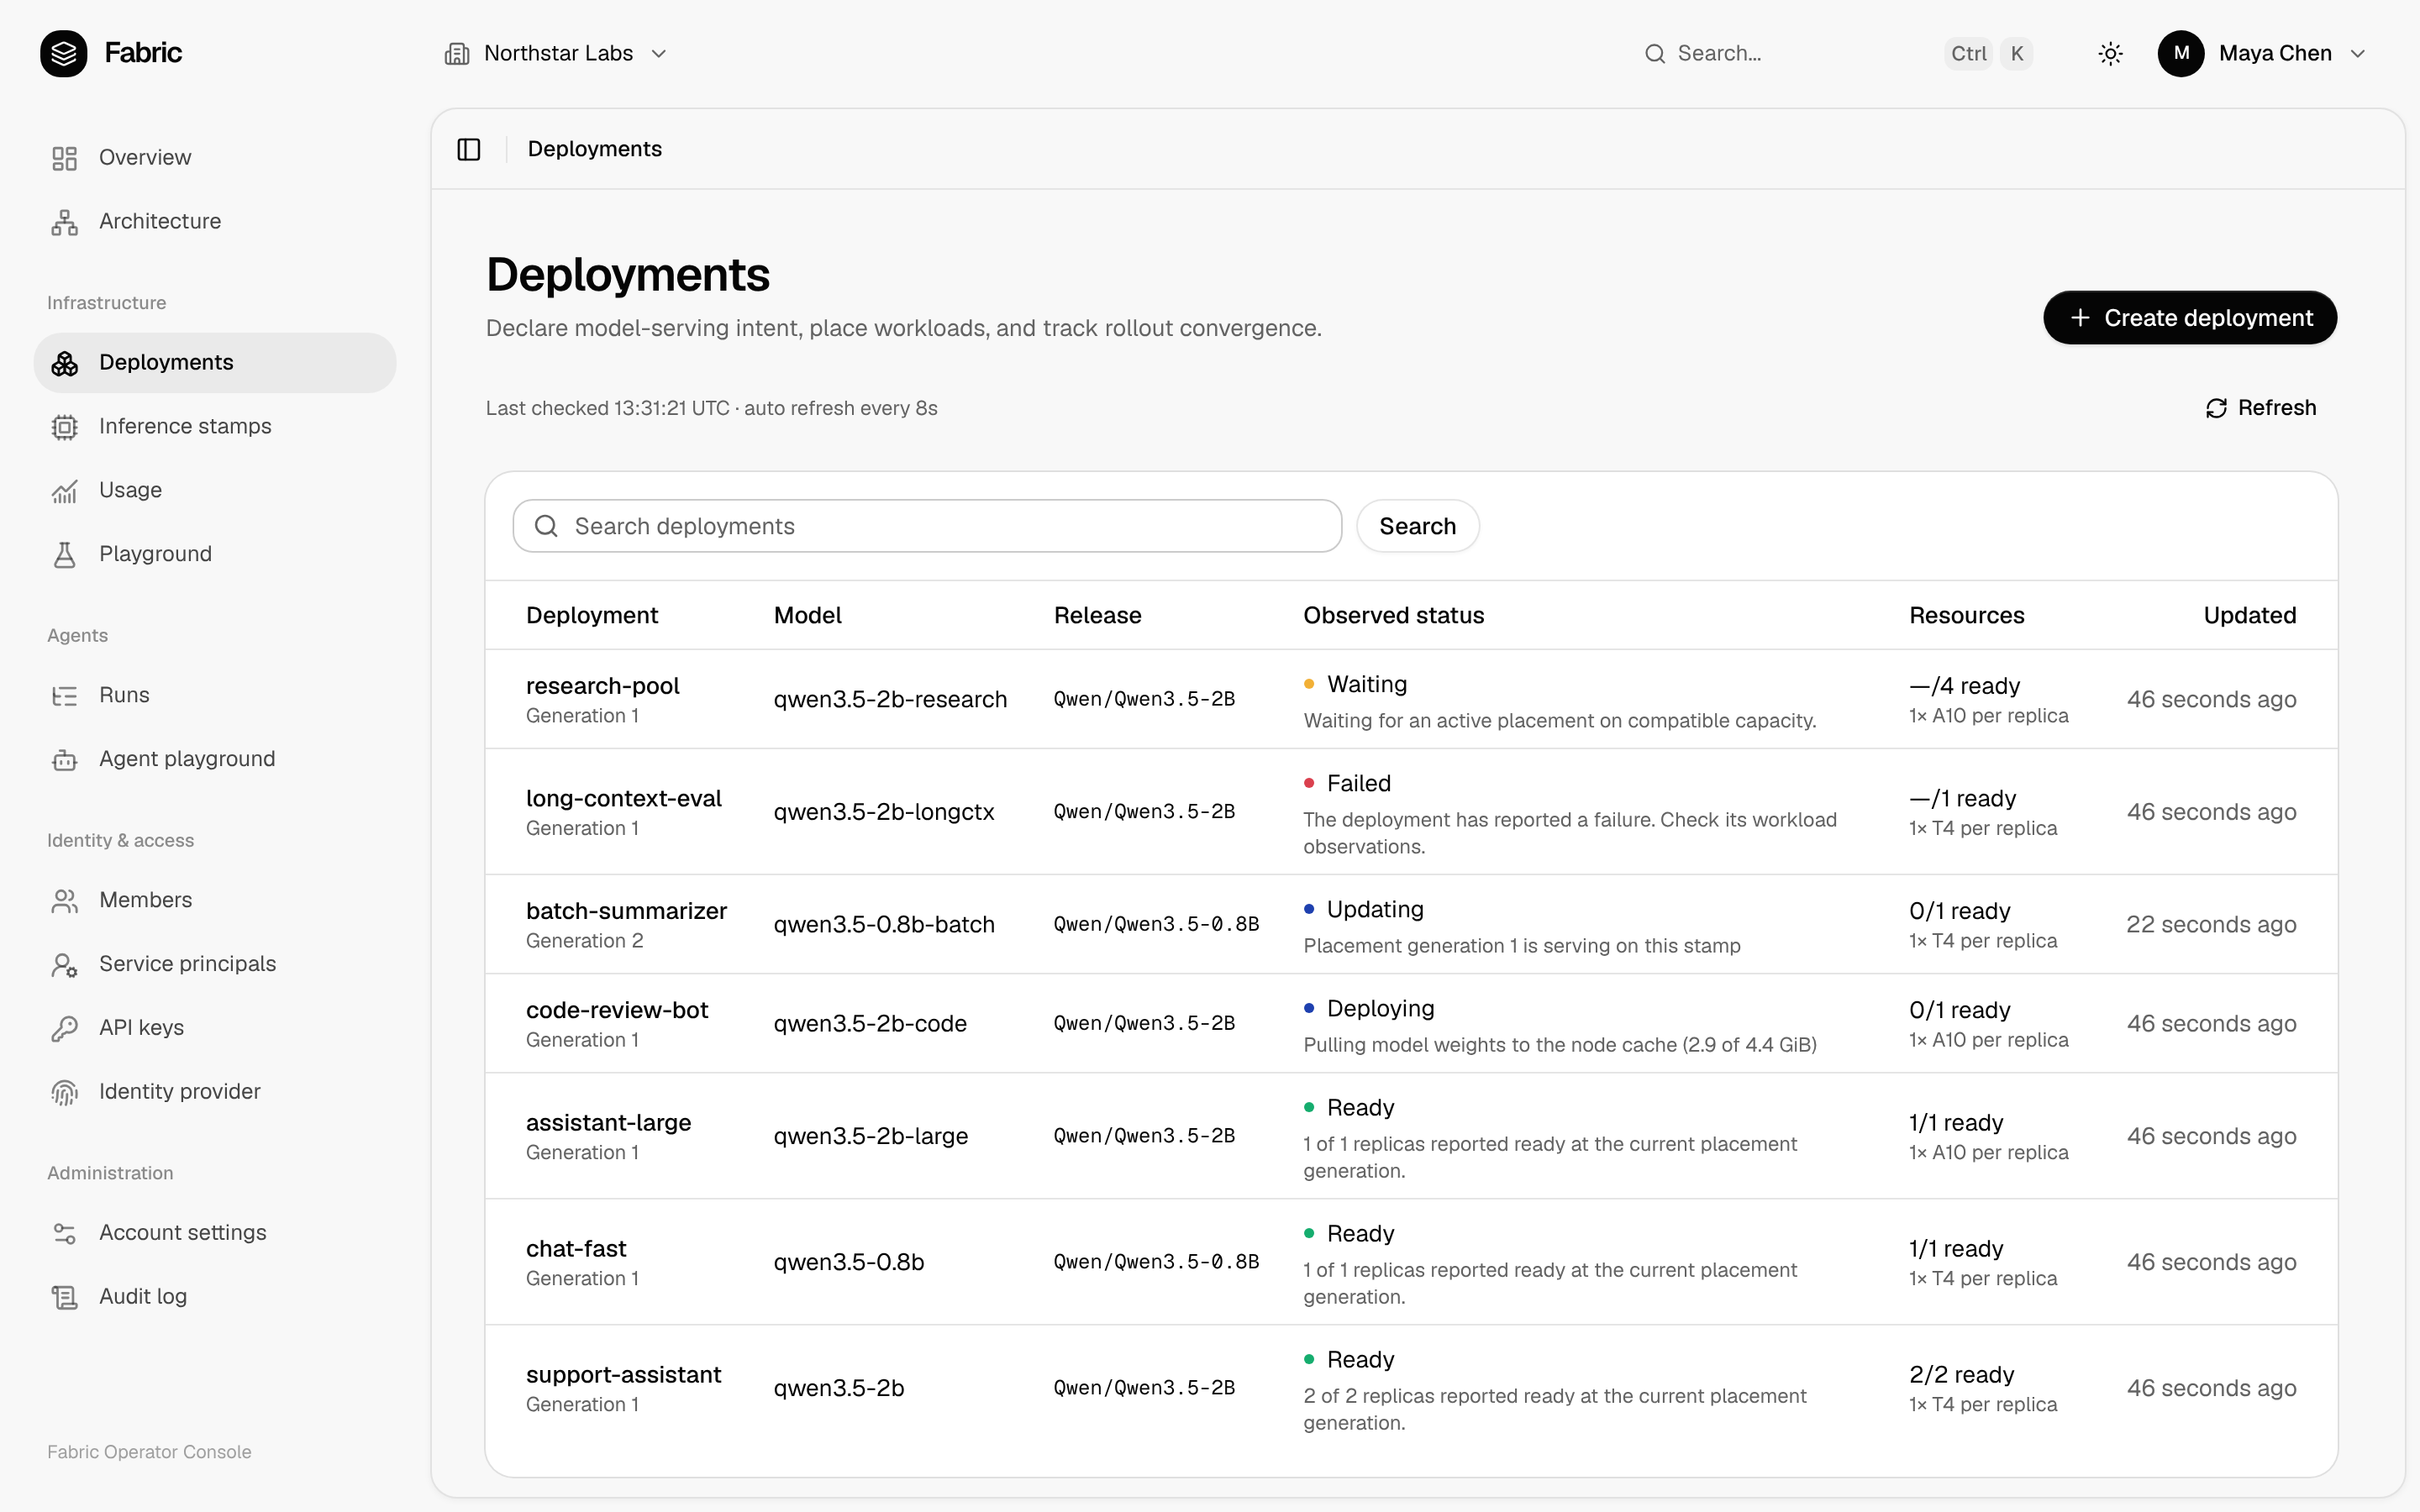 Fabric
Northstar Labs
Search...
Ctrl K
M
Maya Chen
Overview
Architecture
Infrastructure
Deployments
Inference stamps
Usage
Playground
Agents
Runs
Agent playground
Identity & access
Members
Service principals
API keys
Identity provider
Administration
Account settings
Audit log
Fabric Operator Console
Deployments
Deployments
Declare model-serving intent, place workloads, and track rollout convergence.
Create deployment
Last checked 13:31:21 UTC · auto refresh every 8s
Refresh
Search deployments
Search
Deployment Model Release Observed status Resources Updated
research-pool
Generation 1
qwen3.5-2b-research
Qwen/Qwen3.5-2B
Waiting
Waiting for an active placement on compatible capacity.
—/4 ready
1× A10 per replica
46 seconds ago
long-context-eval
Generation 1
qwen3.5-2b-longctx
Qwen/Qwen3.5-2B
Failed
The deployment has reported a failure. Check its workload
observations.
—/1 ready
1× T4 per replica
46 seconds ago
batch-summarizer
Generation 2
qwen3.5-0.8b-batch
Qwen/Qwen3.5-0.8B
Updating
Placement generation 1 is serving on this stamp
0/1 ready
1× T4 per replica
22 seconds ago
code-review-bot
Generation 1
qwen3.5-2b-code
Qwen/Qwen3.5-2B
Deploying
Pulling model weights to the node cache (2.9 of 4.4 GiB)
0/1 ready
1× A10 per replica
46 seconds ago
assistant-large
Generation 1
qwen3.5-2b-large
Qwen/Qwen3.5-2B
Ready
1 of 1 replicas reported ready at the current placement
generation.
1/1 ready
1× A10 per replica
46 seconds ago
chat-fast
Generation 1
qwen3.5-0.8b
Qwen/Qwen3.5-0.8B
Ready
1 of 1 replicas reported ready at the current placement
generation.
1/1 ready
1× T4 per replica
46 seconds ago
support-assistant
Generation 1
qwen3.5-2b
Qwen/Qwen3.5-2B
Ready
2 of 2 replicas reported ready at the current placement
generation.
2/2 ready
1× T4 per replica
46 seconds ago